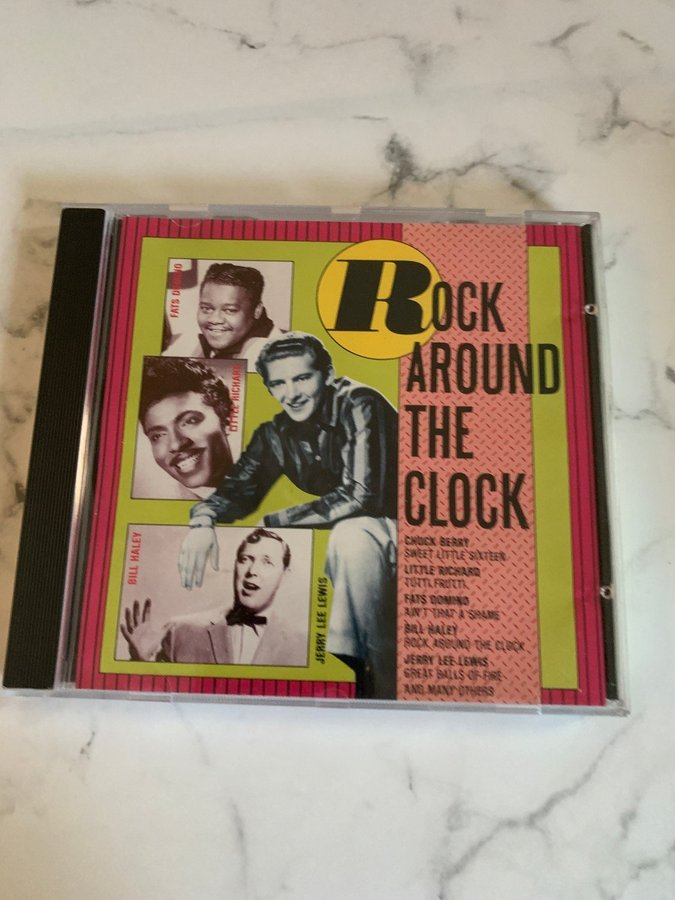 ROCK
AROUND
THE
CLOCK
FATS DOMINO
LITTLE RICHARD
BILL HALEY
JERRY LEE LEWIS
CHUCK BERRY
SWEET LITTLE SIXTEEN
LITTLE RICHARD
TUTTI FRUTTI
FATS DOMINO
AIN'T THAT A SHAME
BILL HALEY
ROCK AROUND THE CLOCK
JERRY LEE LEWIS
GREAT BALLS OF FIRE
AND MANY OTHERS